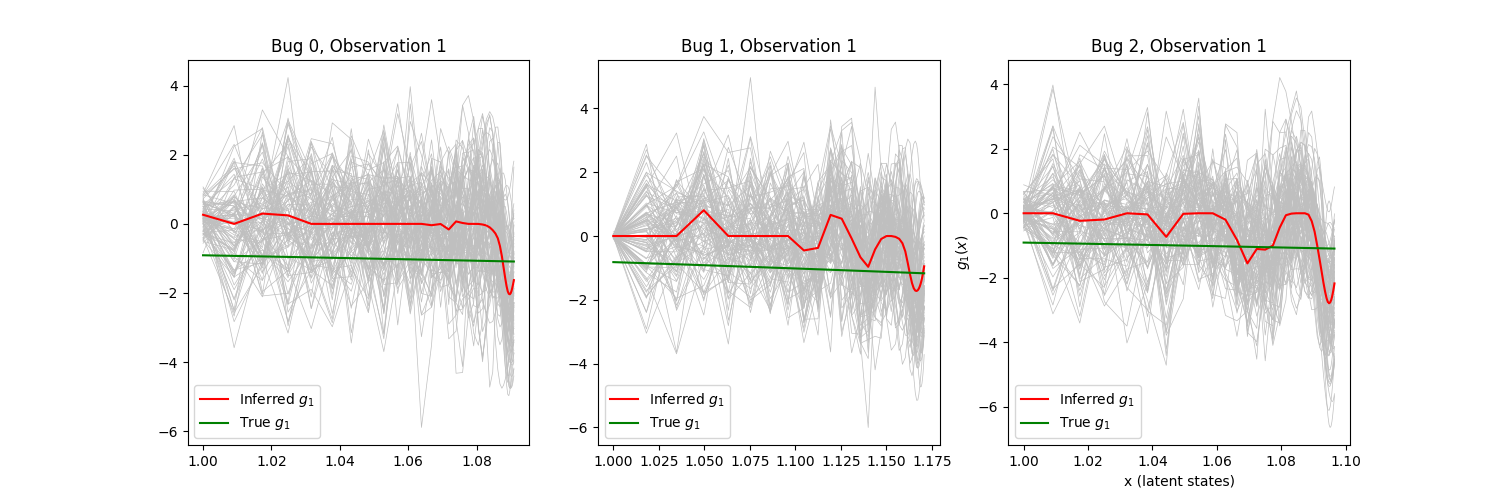 Bug 0, Observation 1
4
2
0
−2
−4
−6
1.00 1.02 1.04 1.06 1.08
Inferred g₁
True g₁
Bug 1, Observation 1
4
2
0
−2
−4
−6
1.000 1.025 1.050 1.075 1.100 1.125 1.150 1.175
Inferred g₁
True g₁
Bug 2, Observation 1
g₁(x)
4
2
0
−2
−4
−6
1.00 1.02 1.04 1.06 1.08 1.10
x (latent states)
Inferred g₁
True g₁